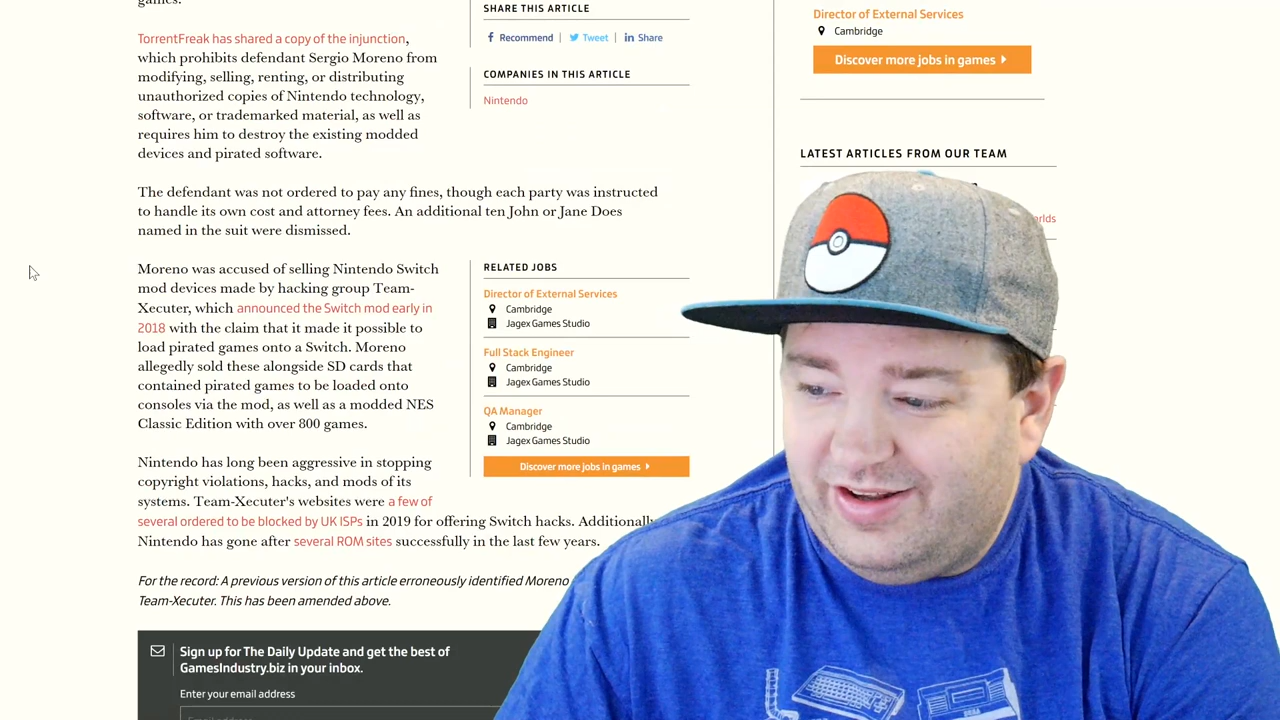 games.
TorrentFreak has shared a copy of the injunction,
which prohibits defendant Sergio Moreno from
modifying, selling, renting, or distributing
unauthorized copies of Nintendo technology,
software, or trademarked material, as well as
requires him to destroy the existing modded
devices and pirated software.
The defendant was not ordered to pay any fines, though each party was instructed
to handle its own cost and attorney fees. An additional ten John or Jane Does
named in the suit were dismissed.
Moreno was accused of selling Nintendo Switch
mod devices made by hacking group Team-
Xecuter, which announced the Switch mod early in
2018 with the claim that it made it possible to
load pirated games onto a Switch. Moreno
allegedly sold these alongside SD cards that
contained pirated games to be loaded onto
consoles via the mod, as well as a modded NES
Classic Edition with over 800 games.
Nintendo has long been aggressive in stopping
copyright violations, hacks, and mods of its
systems. Team-Xecuter's websites were a few of
several ordered to be blocked by UK ISPs in 2019 for offering Switch hacks. Additionally
Nintendo has gone after several ROM sites successfully in the last few years.
For the record: A previous version of this article erroneously identified Moreno
Team-Xecuter. This has been amended above.
Sign up for The Daily Update and get the best of
GamesIndustry.biz in your inbox.
Enter your email address
Email address
SHARE THIS ARTICLE
Recommend | Tweet | Share
COMPANIES IN THIS ARTICLE
Nintendo
RELATED JOBS
Director of External Services
Cambridge
Jagex Games Studio
Full Stack Engineer
Cambridge
Jagex Games Studio
QA Manager
Cambridge
Jagex Games Studio
Discover more jobs in games
Director of External Services
Cambridge
Discover more jobs in games
LATEST ARTICLES FROM OUR TEAM
SEGA